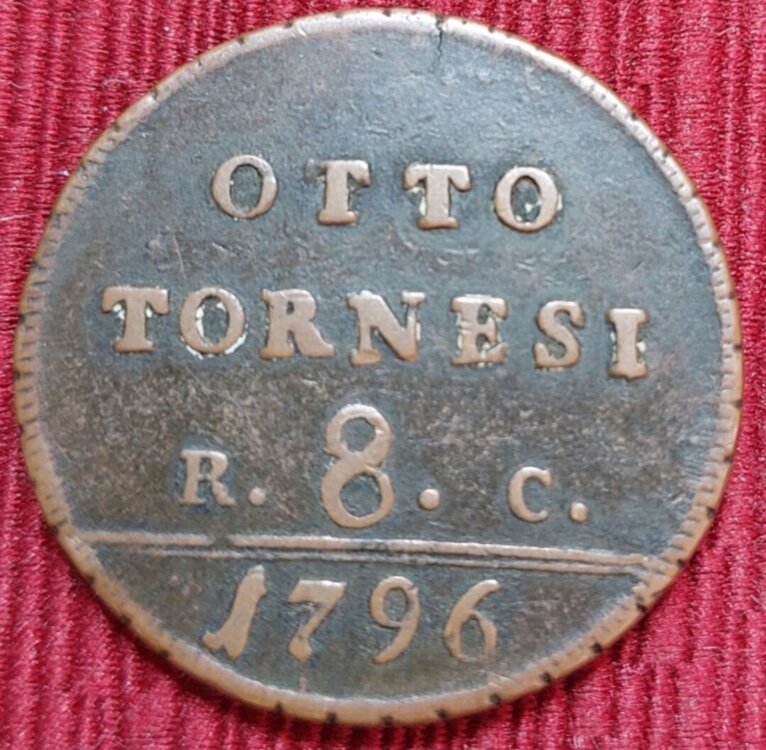 OTTO
TORNESI
R. 8. C.
1796